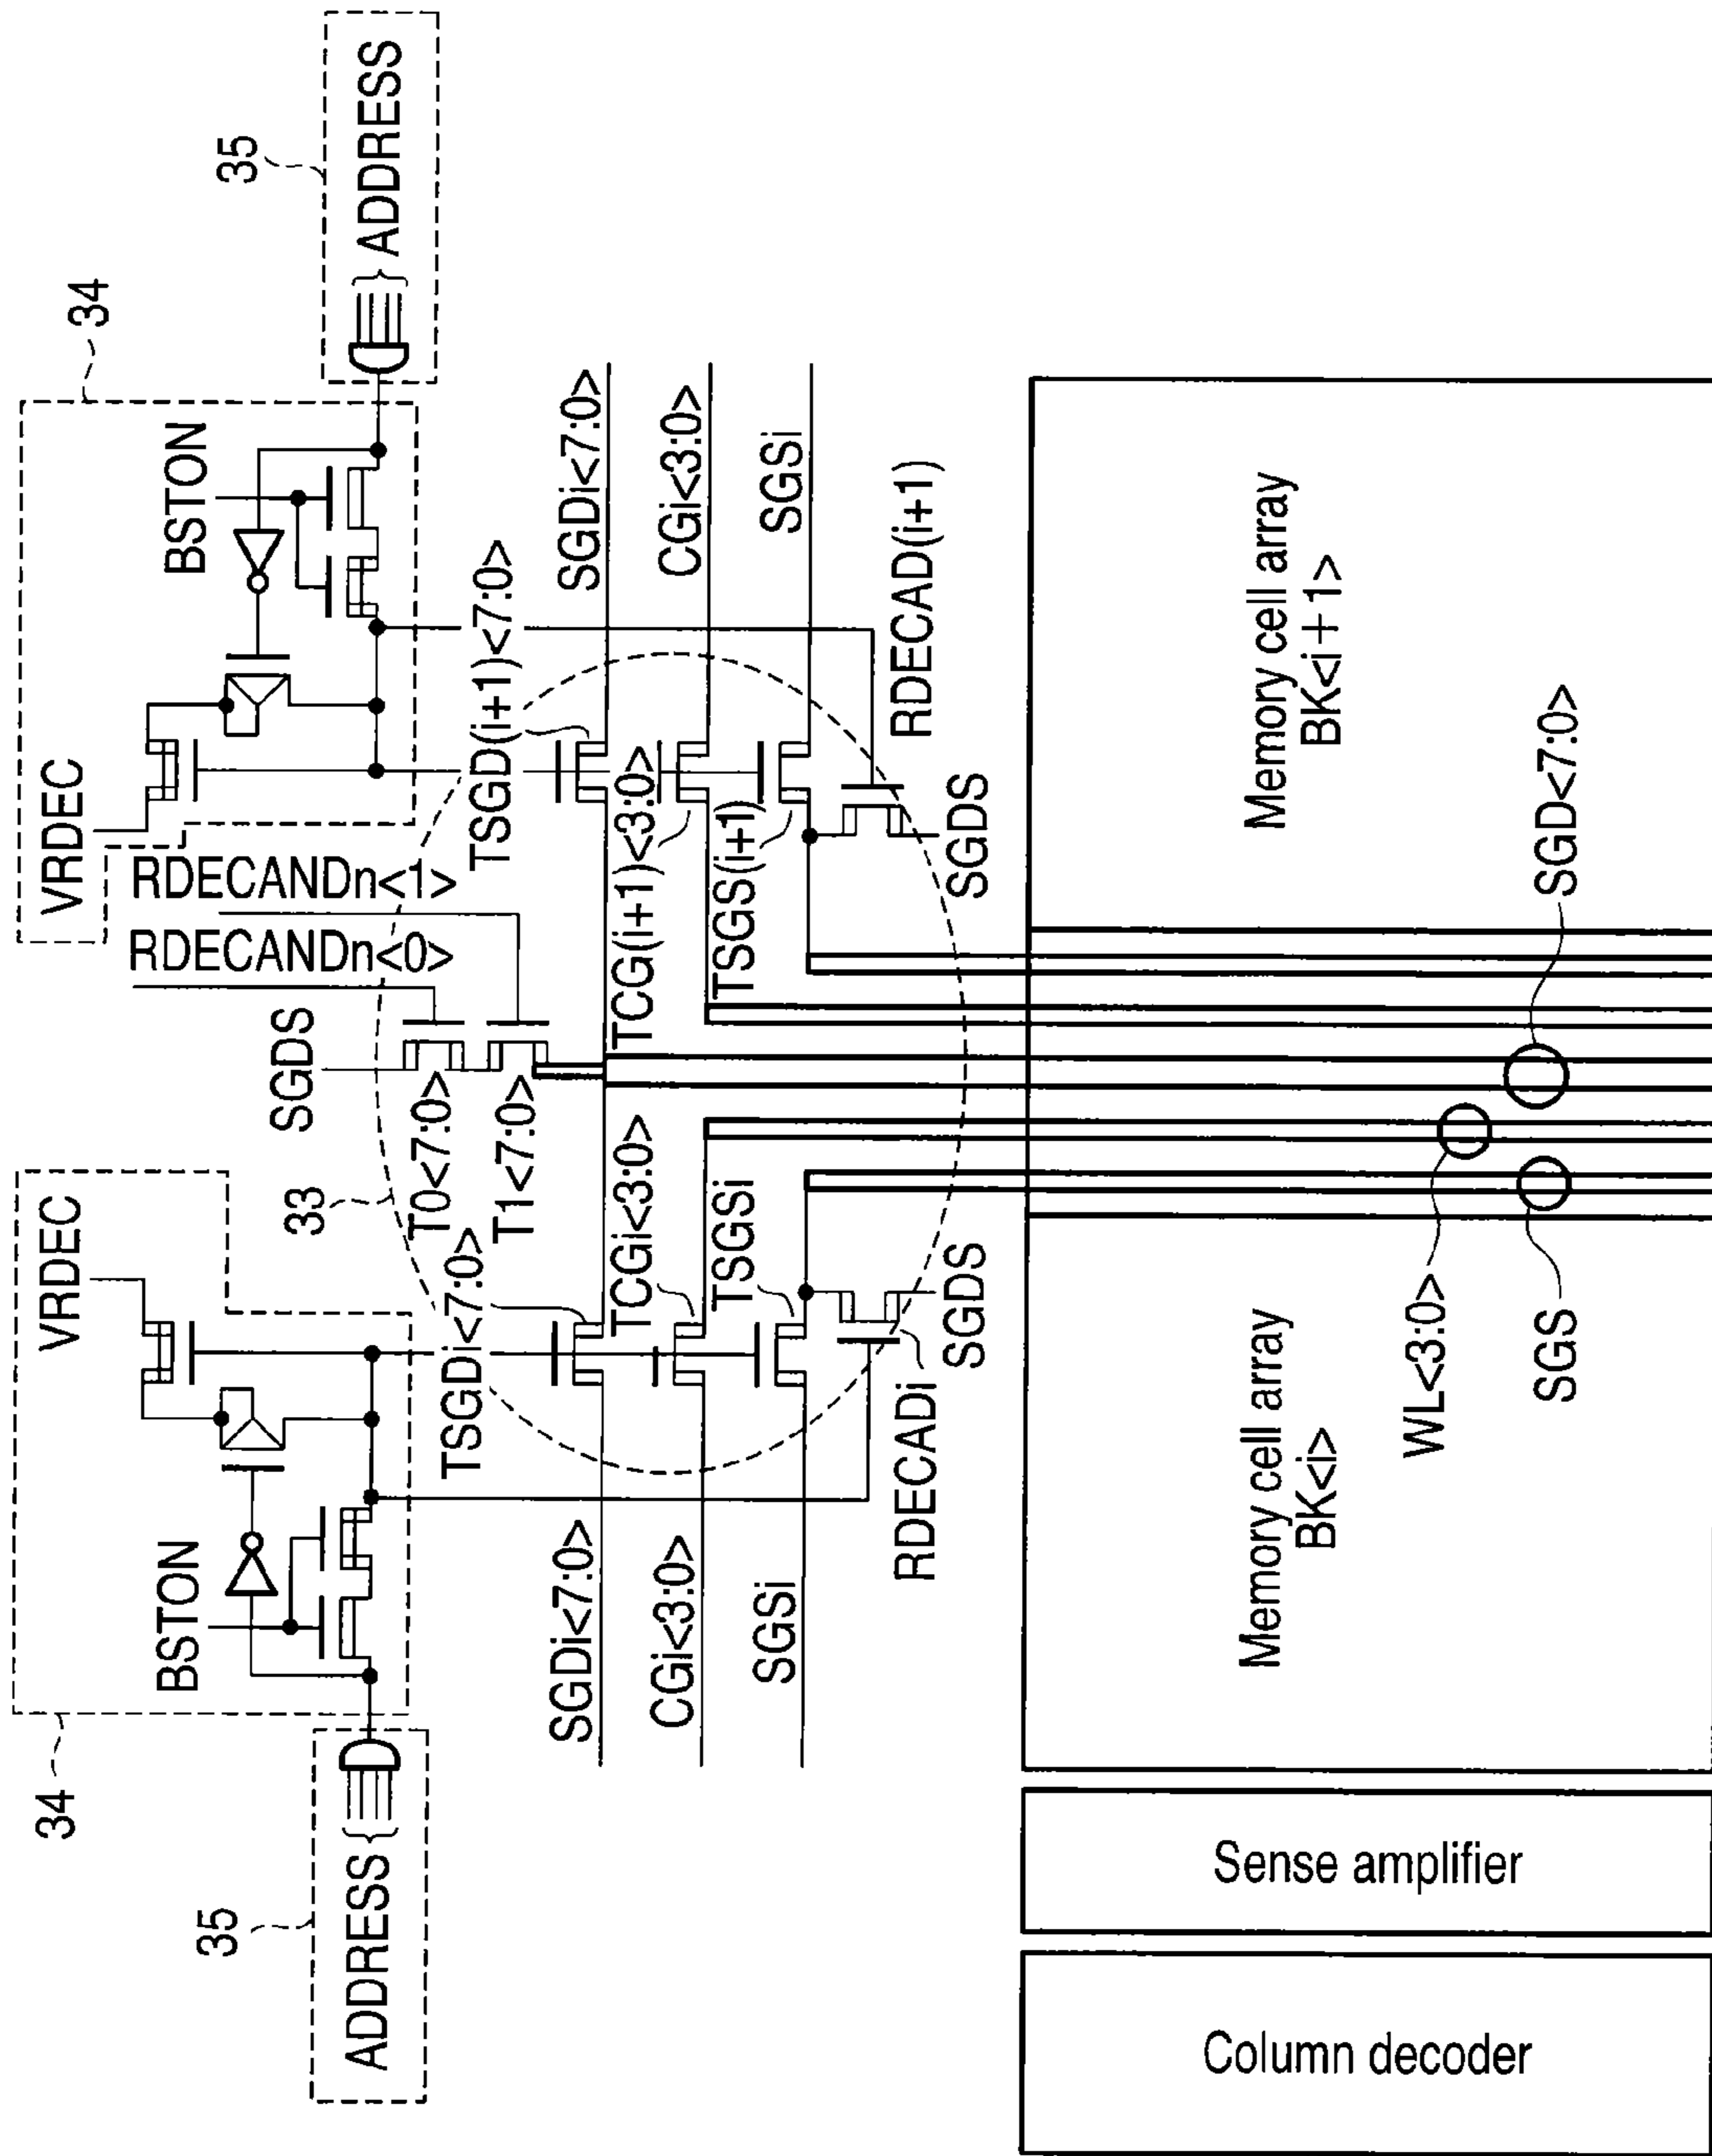 35
ADDRESS
34
BSTON
VRDEC
RDECANDn<1>
RDECANDn<0>
SGDS
T0<7:0>
T1<7:0>
33
VRDEC
BSTON
34
35
ADDRESS
TSGD(i+1)<7:0>
TCG(i+1)<3:0>
TSGS(i+1)
SGDi<7:0>
CGi<3:0>
SGSi
RDECAD(i+1)
SGDS
TSGDi<7:0>
TCGi<3:0>
TSGSi
SGDS
RDECADi
SGDi<7:0>
CGi<3:0>
SGSi
Memory cell array
BK<i+1>
SGD<7:0>
WL<3:0>
SGS
Memory cell array
BK<i>
Sense amplifier
Column decoder